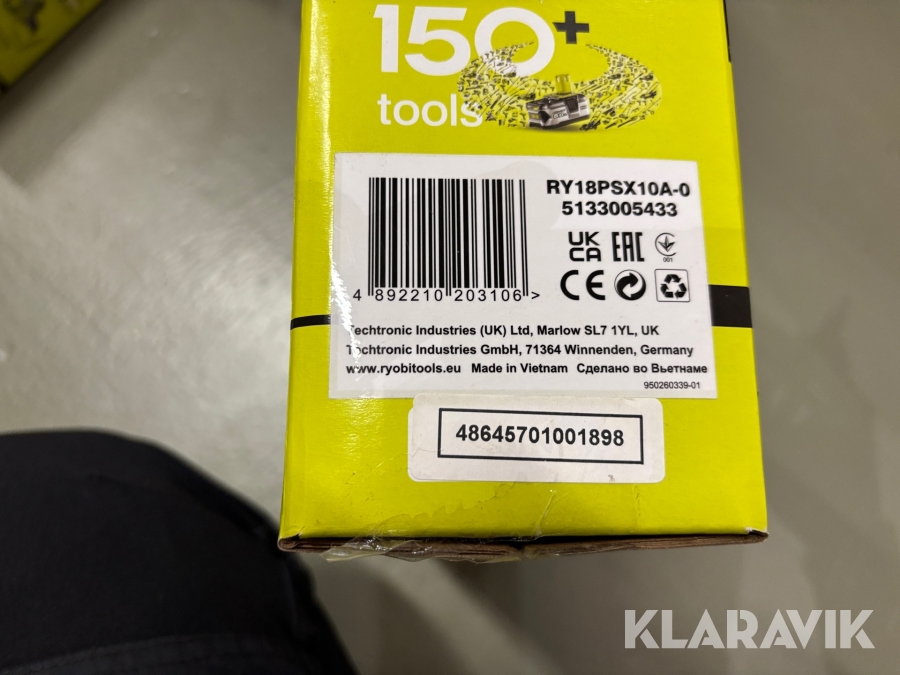 150+
tools
RY18PSX10A-0
5133005433
UK
CA
EAC
001
CE
4 892210 203106 >
Techtronic Industries (UK) Ltd, Marlow SL7 1YL, UK
Techtronic Industries GmbH, 71364 Winnenden, Germany
www.ryobitools.eu Made in Vietnam Сделано во Вьетнаме
950260339-01
48645701001898
KLARAVIK